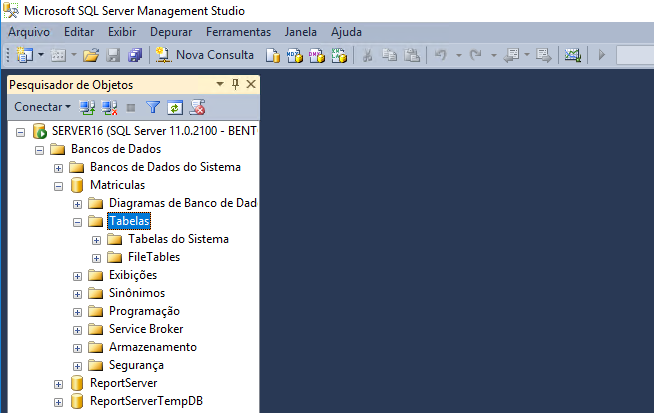 Microsoft SQL Server Management Studio
Arquivo Editar Exibir Depurar Ferramentas Janela Ajuda
Nova Consulta
Pesquisador de Objetos
Conectar
SERVER16 (SQL Server 11.0.2100 - BENT
Bancos de Dados
Bancos de Dados do Sistema
Matriculas
Diagramas de Banco de Dad
Tabelas
Tabelas do Sistema
FileTables
Exibições
Sinônimos
Programação
Service Broker
Armazenamento
Segurança
ReportServer
ReportServerTempDB